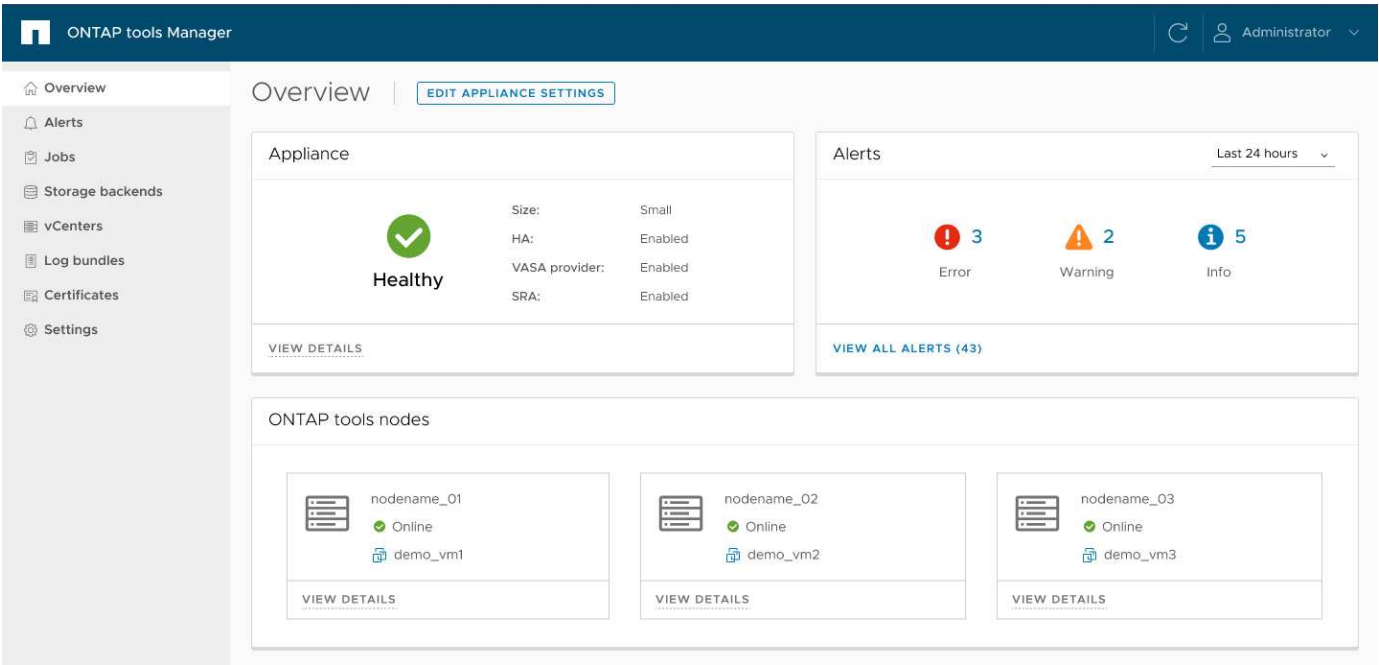 ONTAP tools Manager
Administrator
Overview
Alerts
Jobs
Storage backends
vCenters
Log bundles
Certificates
Settings
Overview
EDIT APPLIANCE SETTINGS
Appliance
Healthy
Size: Small
HA: Enabled
VASA provider: Enabled
SRA: Enabled
VIEW DETAILS
Alerts
Last 24 hours
3
Error
2
Warning
5
Info
VIEW ALL ALERTS (43)
ONTAP tools nodes
nodename_01
Online
demo_vm1
VIEW DETAILS
nodename_02
Online
demo_vm2
VIEW DETAILS
nodename_03
Online
demo_vm3
VIEW DETAILS